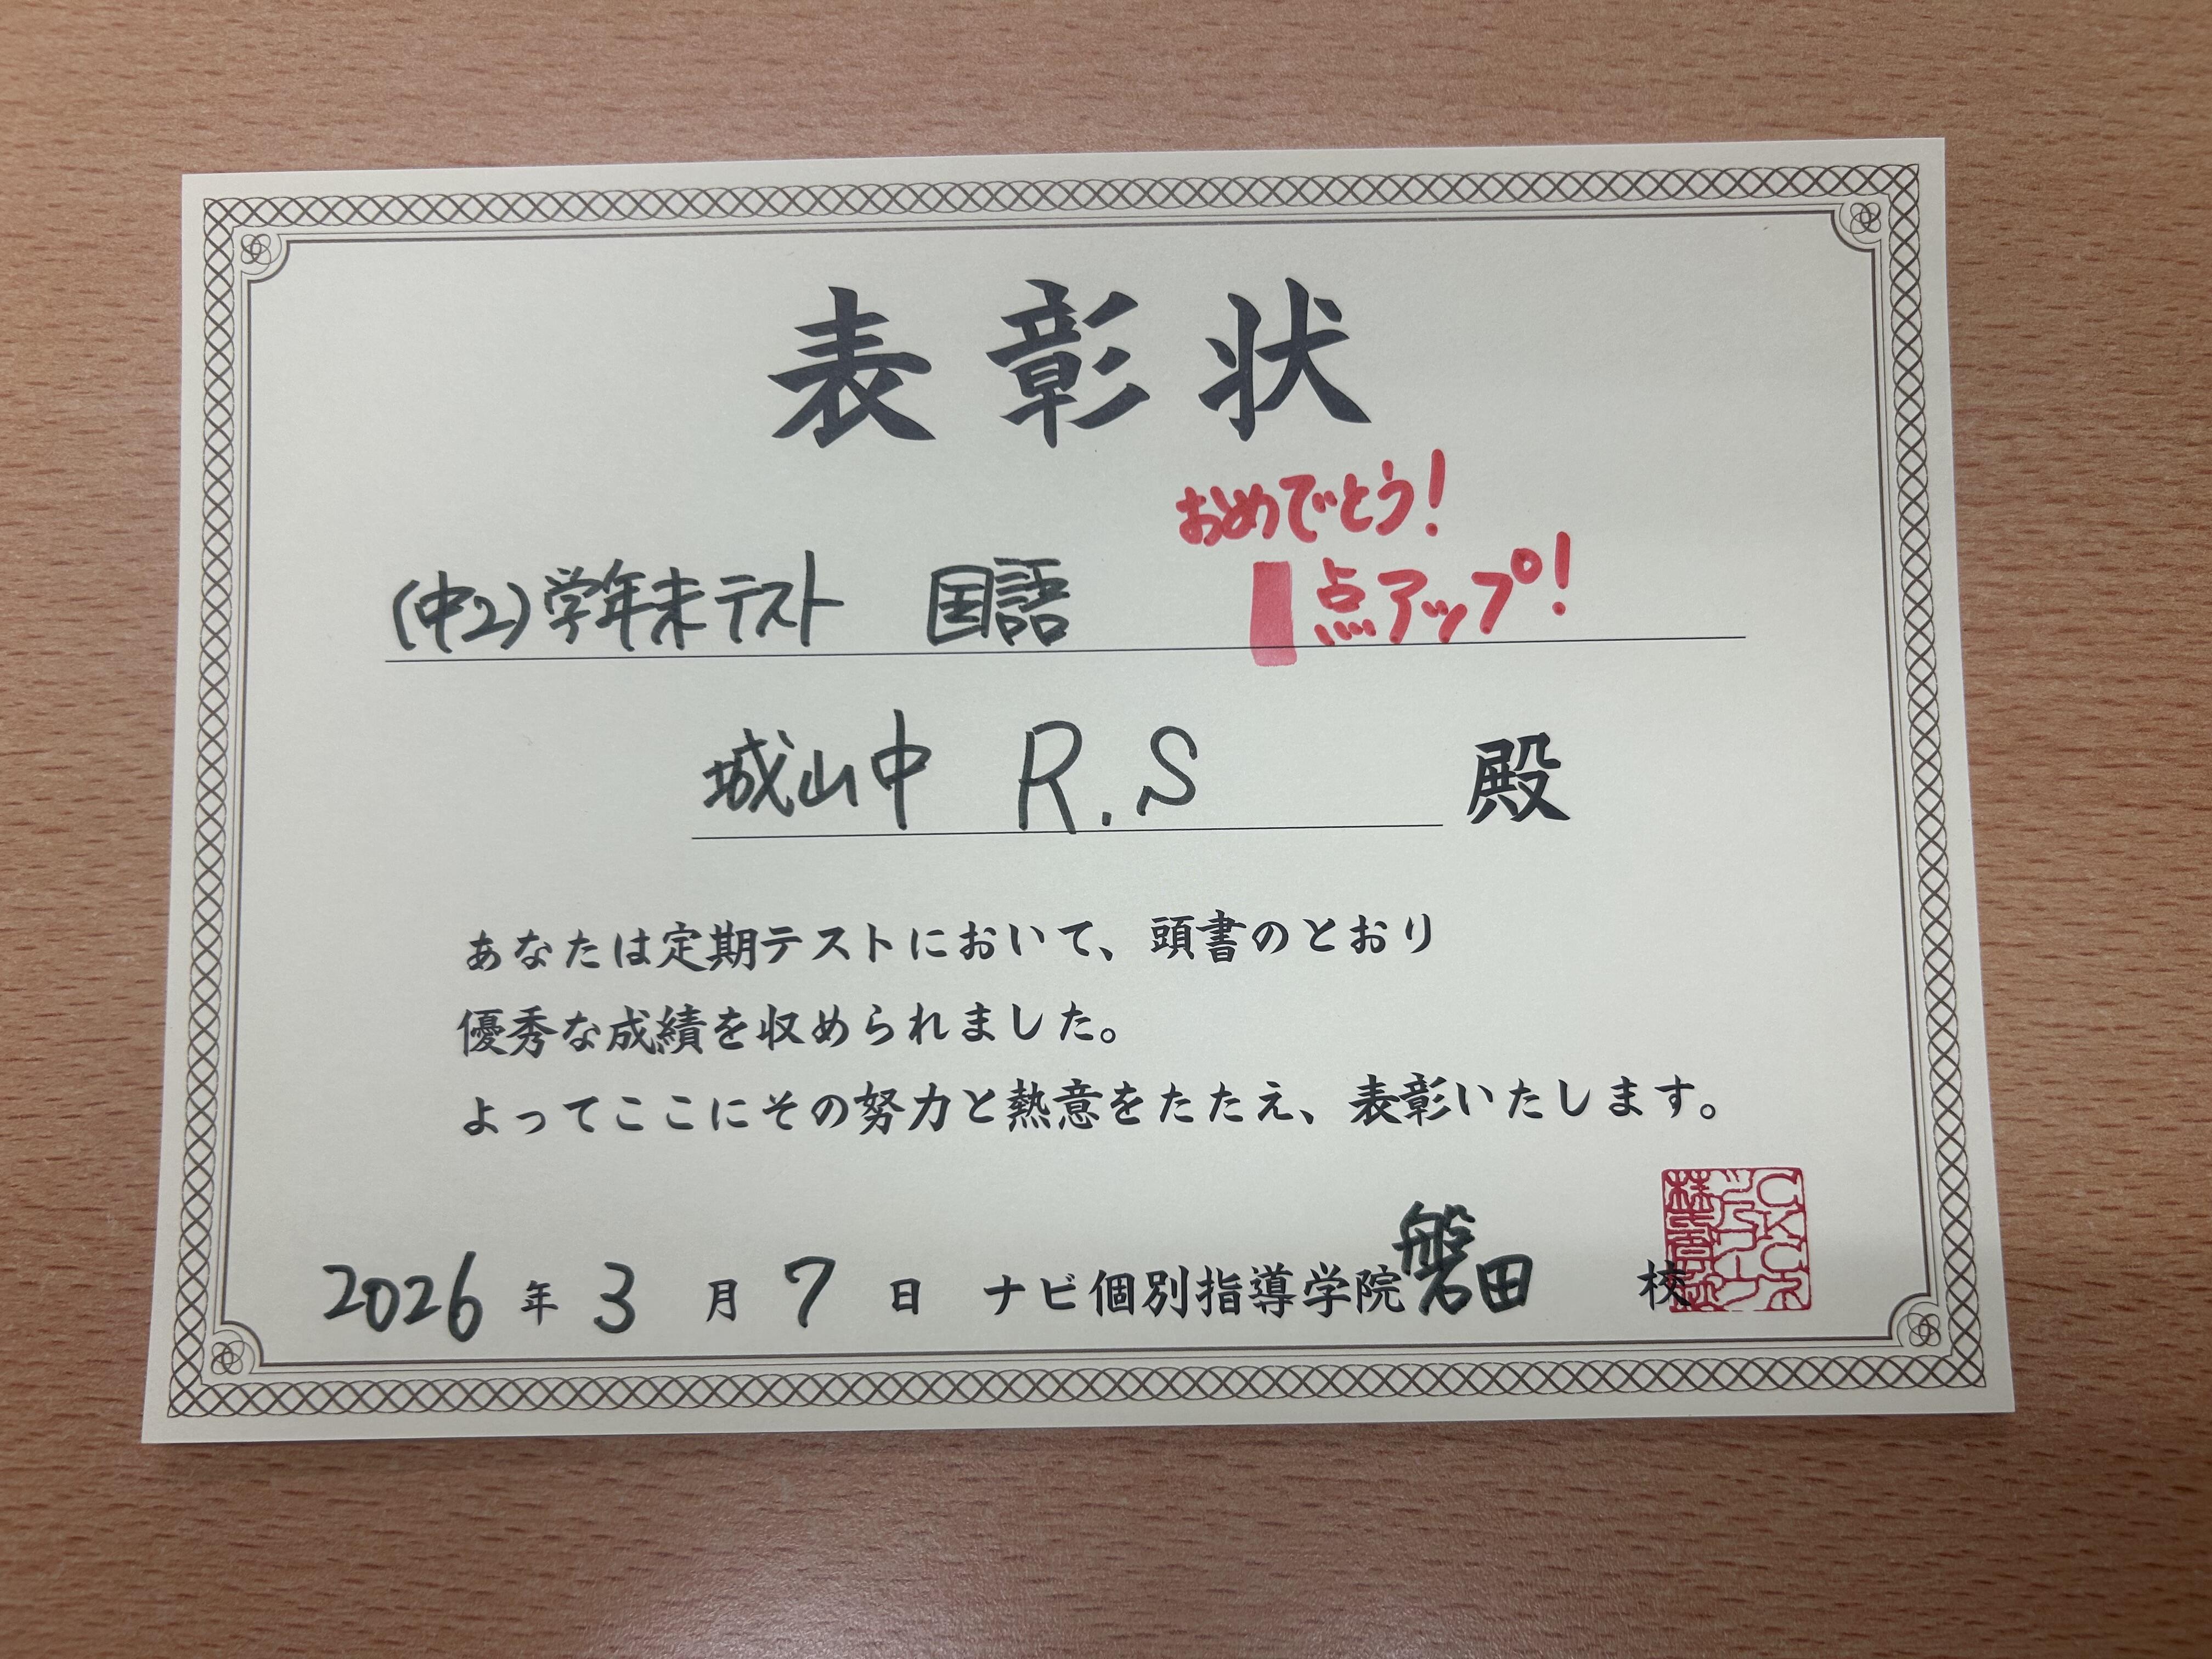 表彰状
おめでとう!
(中2)学年末テスト 国語 1点アップ!
城山中 R.S 殿
あなたは定期テストにおいて、頭書のとおり
優秀な成績を収められました。
よってここにその努力と熱意をたたえ、表彰いたします。
2026年3月7日 ナビ個別指導学院磐田校